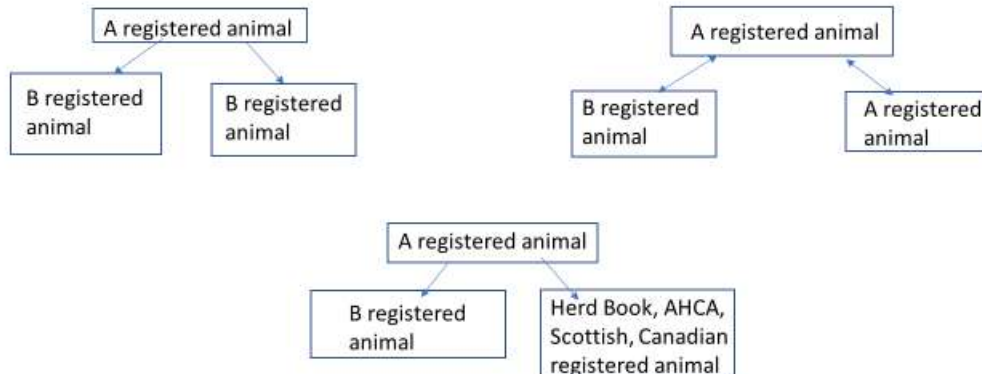 A registered animal
B registered
animal
B registered
animal
A registered animal
B registered
animal
A registered
animal
A registered animal
B registered
animal
Herd Book, AHCA,
Scottish, Canadian
registered animal